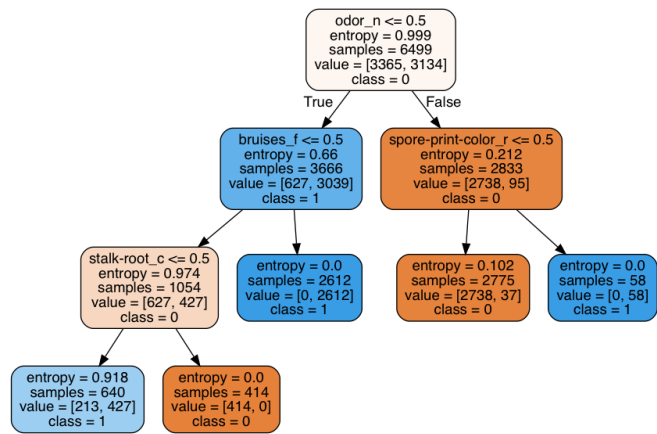 odor_n <= 0.5
entropy = 0.999
samples = 6499
value = [3365, 3134]
class = 0
True
False
bruises_f <= 0.5
entropy = 0.66
samples = 3666
value = [627, 3039]
class = 1
spore-print-color_r <= 0.5
entropy = 0.212
samples = 2833
value = [2738, 95]
class = 0
stalk-root_c <= 0.5
entropy = 0.974
samples = 1054
value = [627, 427]
class = 0
entropy = 0.0
samples = 2612
value = [0, 2612]
class = 1
entropy = 0.102
samples = 2775
value = [2738, 37]
class = 0
entropy = 0.0
samples = 58
value = [0, 58]
class = 1
entropy = 0.918
samples = 640
value = [213, 427]
class = 1
entropy = 0.0
samples = 414
value = [414, 0]
class = 0